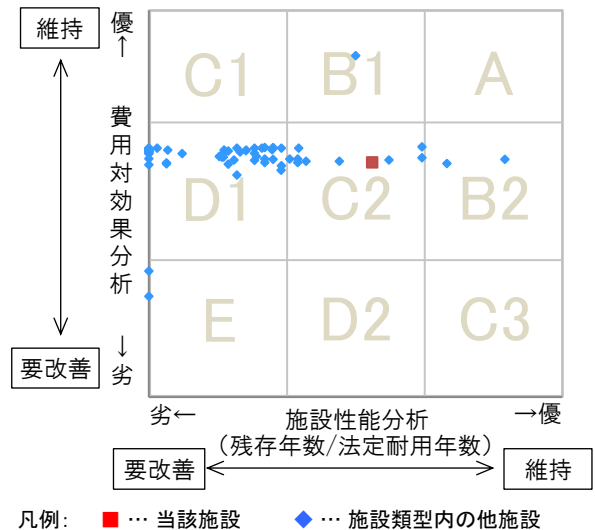 維持
優←
C1 B1 A
費用対効果分析
D1 C2 B2
E D2 C3
要改善
→劣
劣←
施設性能分析
→優
（残存年数/法定耐用年数）
要改善
維持
凡例： ■ … 当該施設 ◆ … 施設類型内の他施設